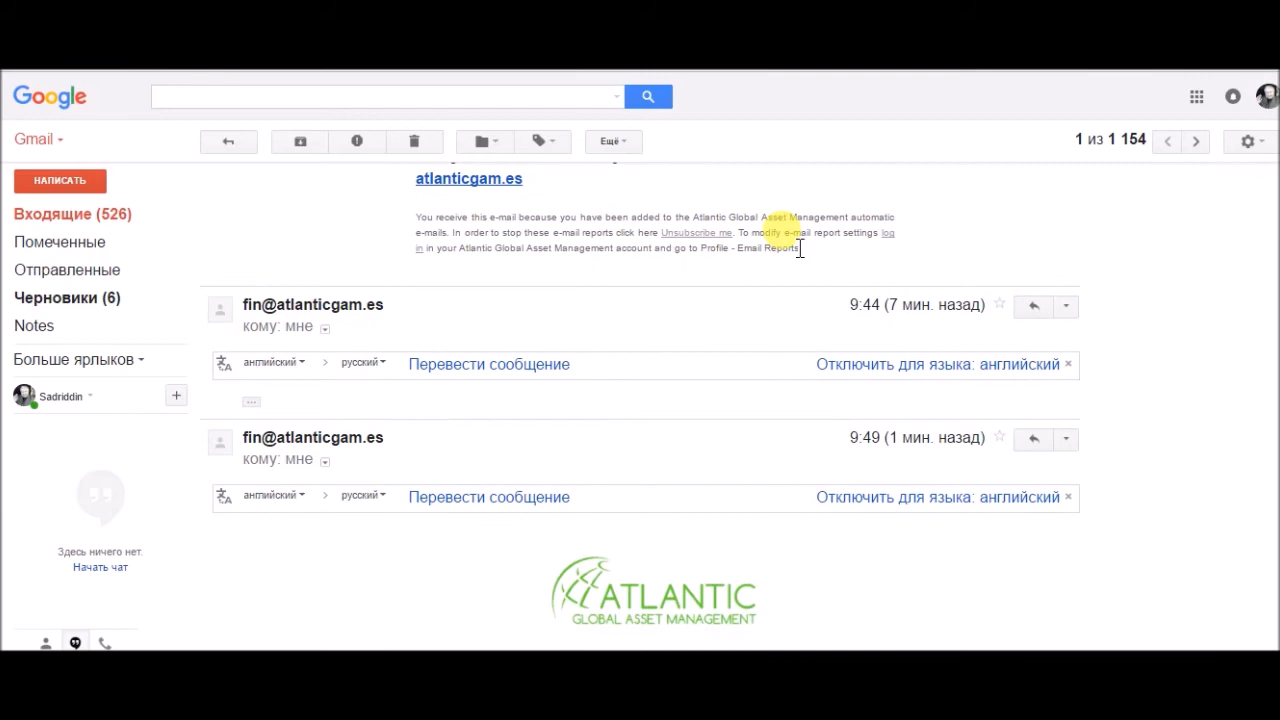 Google
Gmail
Ещё
1 из 1 154
НАПИСАТЬ
Входящие (526)
Помеченные
Отправленные
Черновики (6)
Notes
Больше ярлыков
Sadriddin
+
Здесь ничего нет.
Начать чат
atlanticgam.es
You receive this e-mail because you have been added to the Atlantic Global Asset Management automatic
e-mails. In order to stop these e-mail reports click here Unsubscribe me. To modify e-mail report settings log
in in your Atlantic Global Asset Management account and go to Profile - Email Reports
fin@atlanticgam.es
9:44 (7 мин. назад)
кому: мне
английский > русский Перевести сообщение Отключить для языка: английский ×
...
fin@atlanticgam.es
9:49 (1 мин. назад)
кому: мне
английский > русский Перевести сообщение Отключить для языка: английский ×
ATLANTIC
GLOBAL ASSET MANAGEMENT